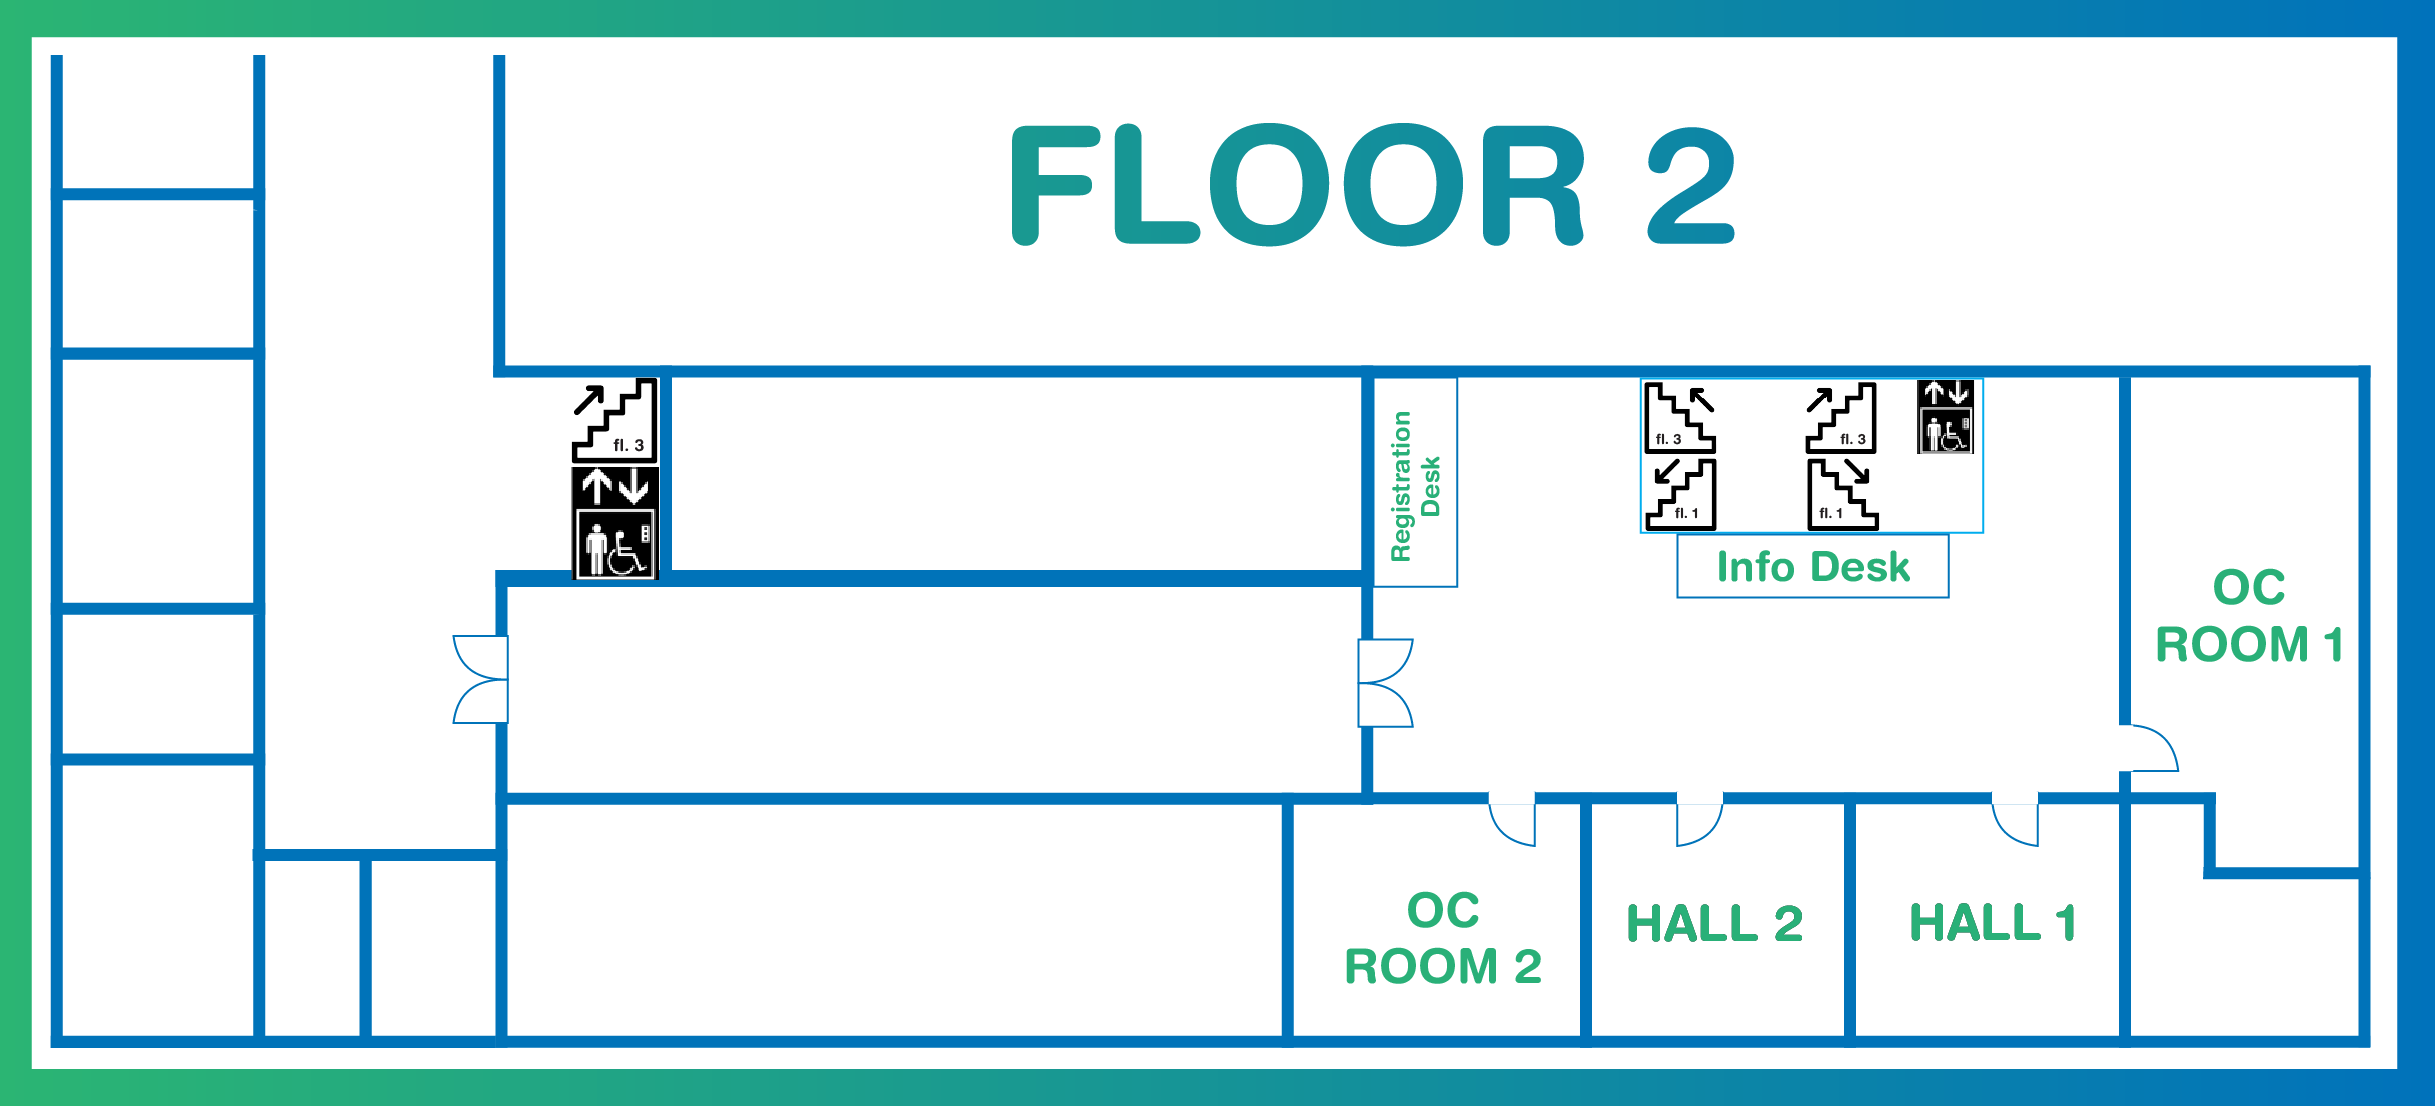 FLOOR 2
fl. 3
Registration
Desk
fl. 3
fl. 3
fl. 1
fl. 1
Info Desk
OC
ROOM 1
OC
ROOM 2
HALL 2
HALL 1